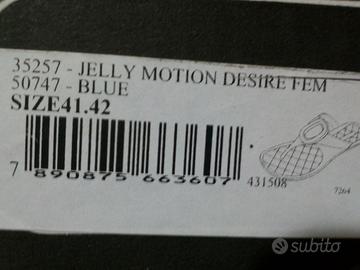 35257 - JELLY MOTION DESIRE FEM
50747 - BLUE
SIZE41.42
7 890875 663607
431508
7264
subito